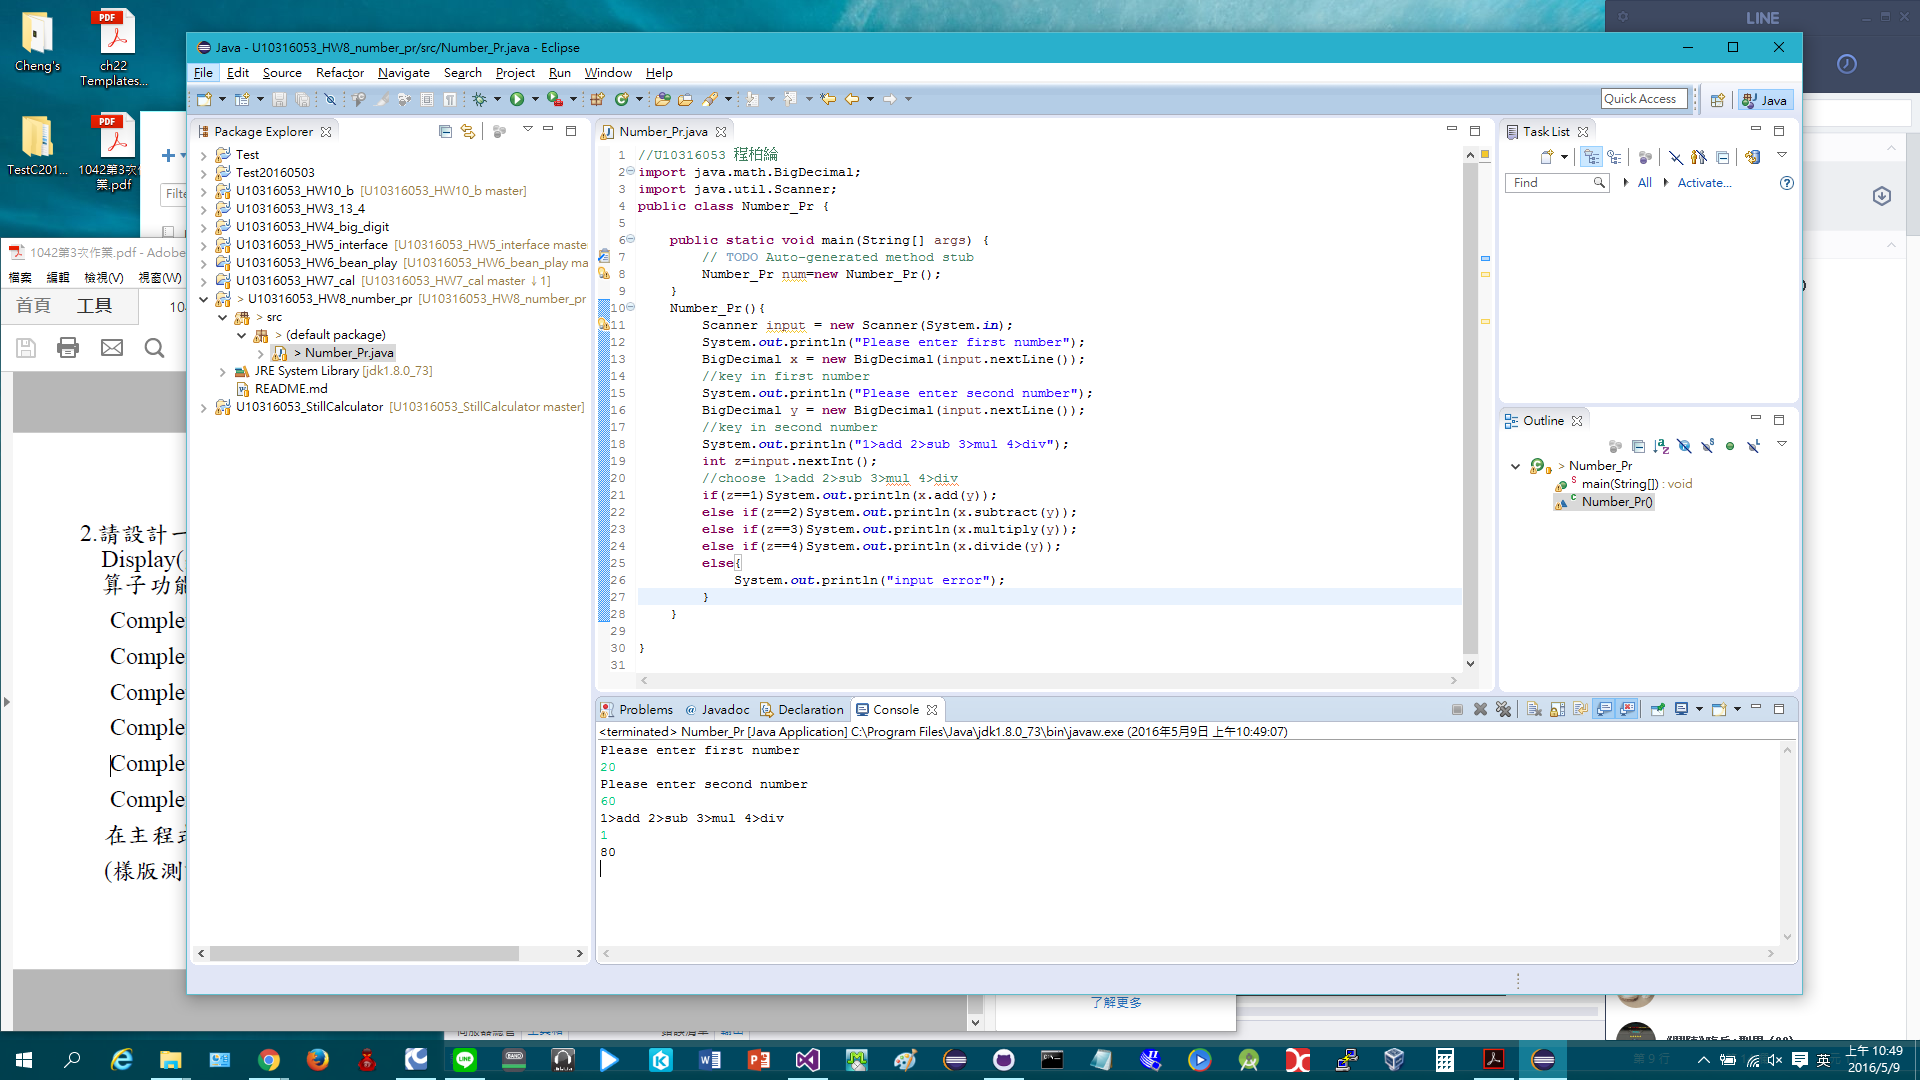 Cheng's
ch22
Templates...
TestC201...
1042第3次作
業.pdf
LINE
Java - U10316053_HW8_number_pr/src/Number_Pr.java - Eclipse
File Edit Source Refactor Navigate Search Project Run Window Help
Quick Access
Java
Package Explorer
Test
Test20160503
U10316053_HW10_b [U10316053_HW10_b master]
U10316053_HW3_13_4
U10316053_HW4_big_digit
U10316053_HW5_interface [U10316053_HW5_interface maste
U10316053_HW6_bean_play [U10316053_HW6_bean_play ma
U10316053_HW7_cal [U10316053_HW7_cal master ↓1]
> U10316053_HW8_number_pr [U10316053_HW8_number_pr
> src
> (default package)
> Number_Pr.java
JRE System Library [jdk1.8.0_73]
README.md
U10316053_StillCalculator [U10316053_StillCalculator master]
Number_Pr.java
1 //U10316053 程柏綸
2 import java.math.BigDecimal;
3 import java.util.Scanner;
4 public class Number_Pr {
5
6 public static void main(String[] args) {
7 // TODO Auto-generated method stub
8 Number_Pr num=new Number_Pr();
9 }
10 Number_Pr(){
11 Scanner input = new Scanner(System.in);
12 System.out.println("Please enter first number");
13 BigDecimal x = new BigDecimal(input.nextLine());
14 //key in first number
15 System.out.println("Please enter second number");
16 BigDecimal y = new BigDecimal(input.nextLine());
17 //key in second number
18 System.out.println("1>add 2>sub 3>mul 4>div");
19 int z=input.nextInt();
20 //choose 1>add 2>sub 3>mul 4>div
21 if(z==1)System.out.println(x.add(y));
22 else if(z==2)System.out.println(x.subtract(y));
23 else if(z==3)System.out.println(x.multiply(y));
24 else if(z==4)System.out.println(x.divide(y));
25 else{
26 System.out.println("input error");
27 }
28 }
29
30 }
31
Task List
Find All Activate...
Outline
> Number_Pr
main(String[]) : void
Number_Pr()
Problems @ Javadoc Declaration Console
<terminated> Number_Pr [Java Application] C:\Program Files\Java\jdk1.8.0_73\bin\javaw.exe (2016年5月9日 上午10:49:07)
Please enter first number
20
Please enter second number
60
1>add 2>sub 3>mul 4>div
1
80
Filte
1042第3次作業.pdf - Adobe
檔案 編輯 檢視(V) 視窗(W)
首頁 工具 10
2.請設計一
Display(
算子功能
Comple
Comple
Comple
Comple
Comple
Comple
在主程式
(樣版測
了解更多
英
上午 10:49
2016/5/9